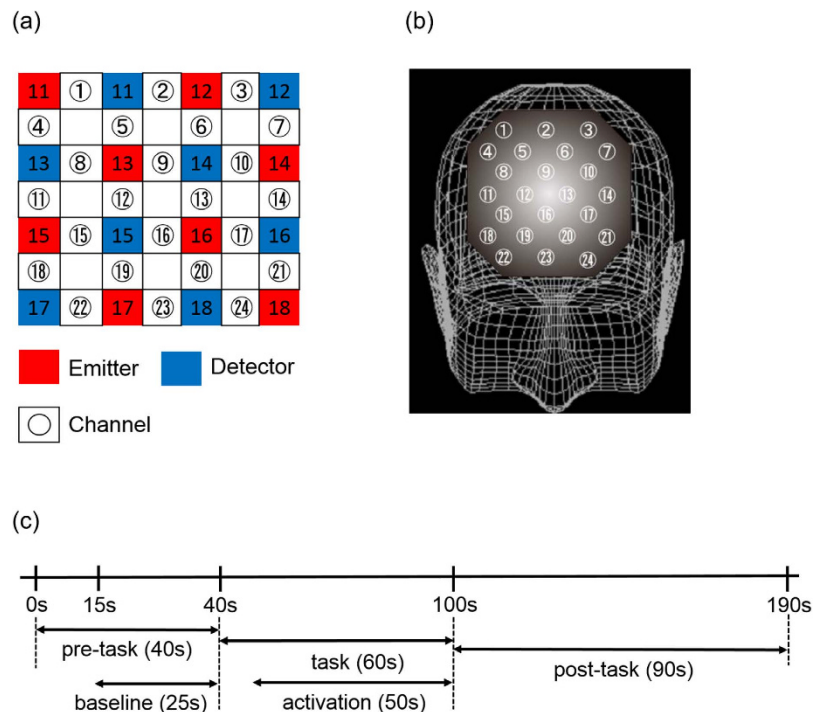 (a)
(b)
11 ① 11 ② 12 ③ 12
④ ⑤ ⑥ ⑦
13 ⑧ 13 ⑨ 14 ⑩ 14
⑪ ⑫ ⑬ ⑭
15 ⑮ 15 ⑯ 16 ⑰ 16
⑱ ⑲ ⑳ ㉑
17 ㉒ 17 ㉓ 18 ㉔ 18
Emitter Detector
Channel
① ② ③
④ ⑤ ⑥ ⑦
⑧ ⑨ ⑩
⑪ ⑫ ⑬ ⑭
⑮ ⑯ ⑰
⑱ ⑲ ⑳ ㉑
㉒ ㉓ ㉔
(c)
0s 15s 40s 100s 190s
pre-task (40s) task (60s) post-task (90s)
baseline (25s) activation (50s)